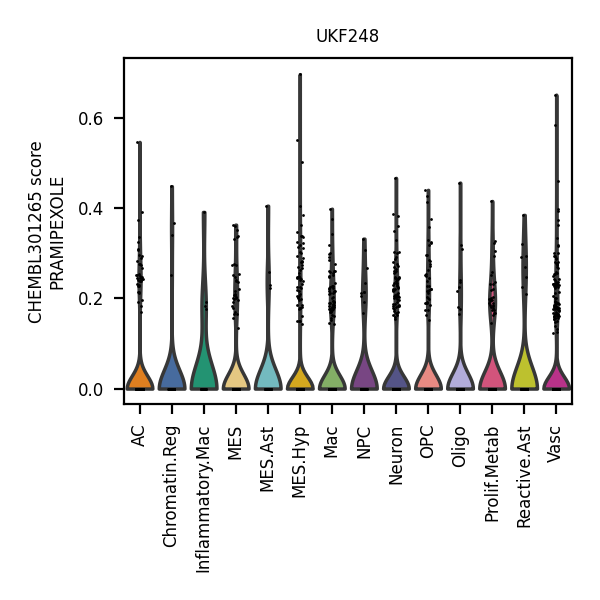 UKF248
CHEMBL301265 score
PRAMIPEXOLE
0.6
0.4
0.2
0.0
AC
Chromatin.Reg
Inflammatory.Mac
MES
MES.Ast
MES.Hyp
Mac
NPC
Neuron
OPC
Oligo
Prolif.Metab
Reactive.Ast
Vasc